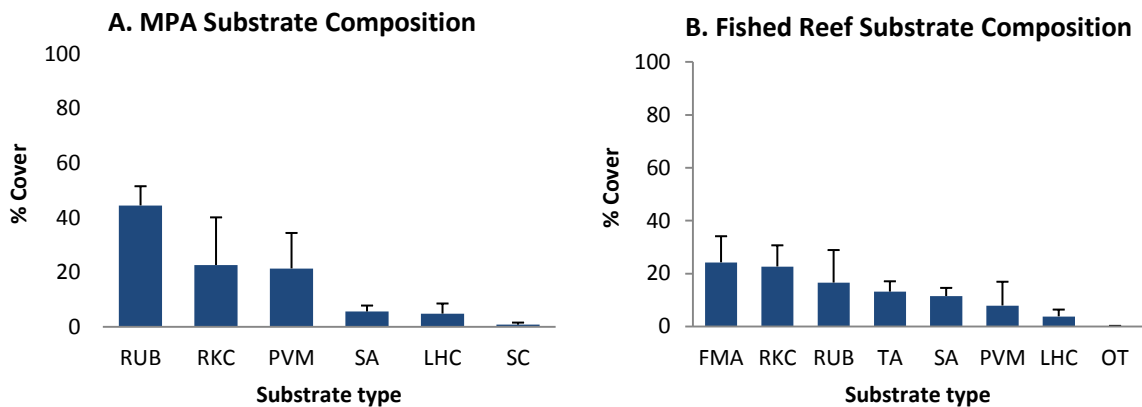 A. MPA Substrate Composition
100
80
60
40
20
0
% Cover
RUB RKC PVM SA LHC SC
Substrate type
B. Fished Reef Substrate Composition
100
80
60
40
20
0
% Cover
FMA RKC RUB TA SA PVM LHC OT
Substrate type